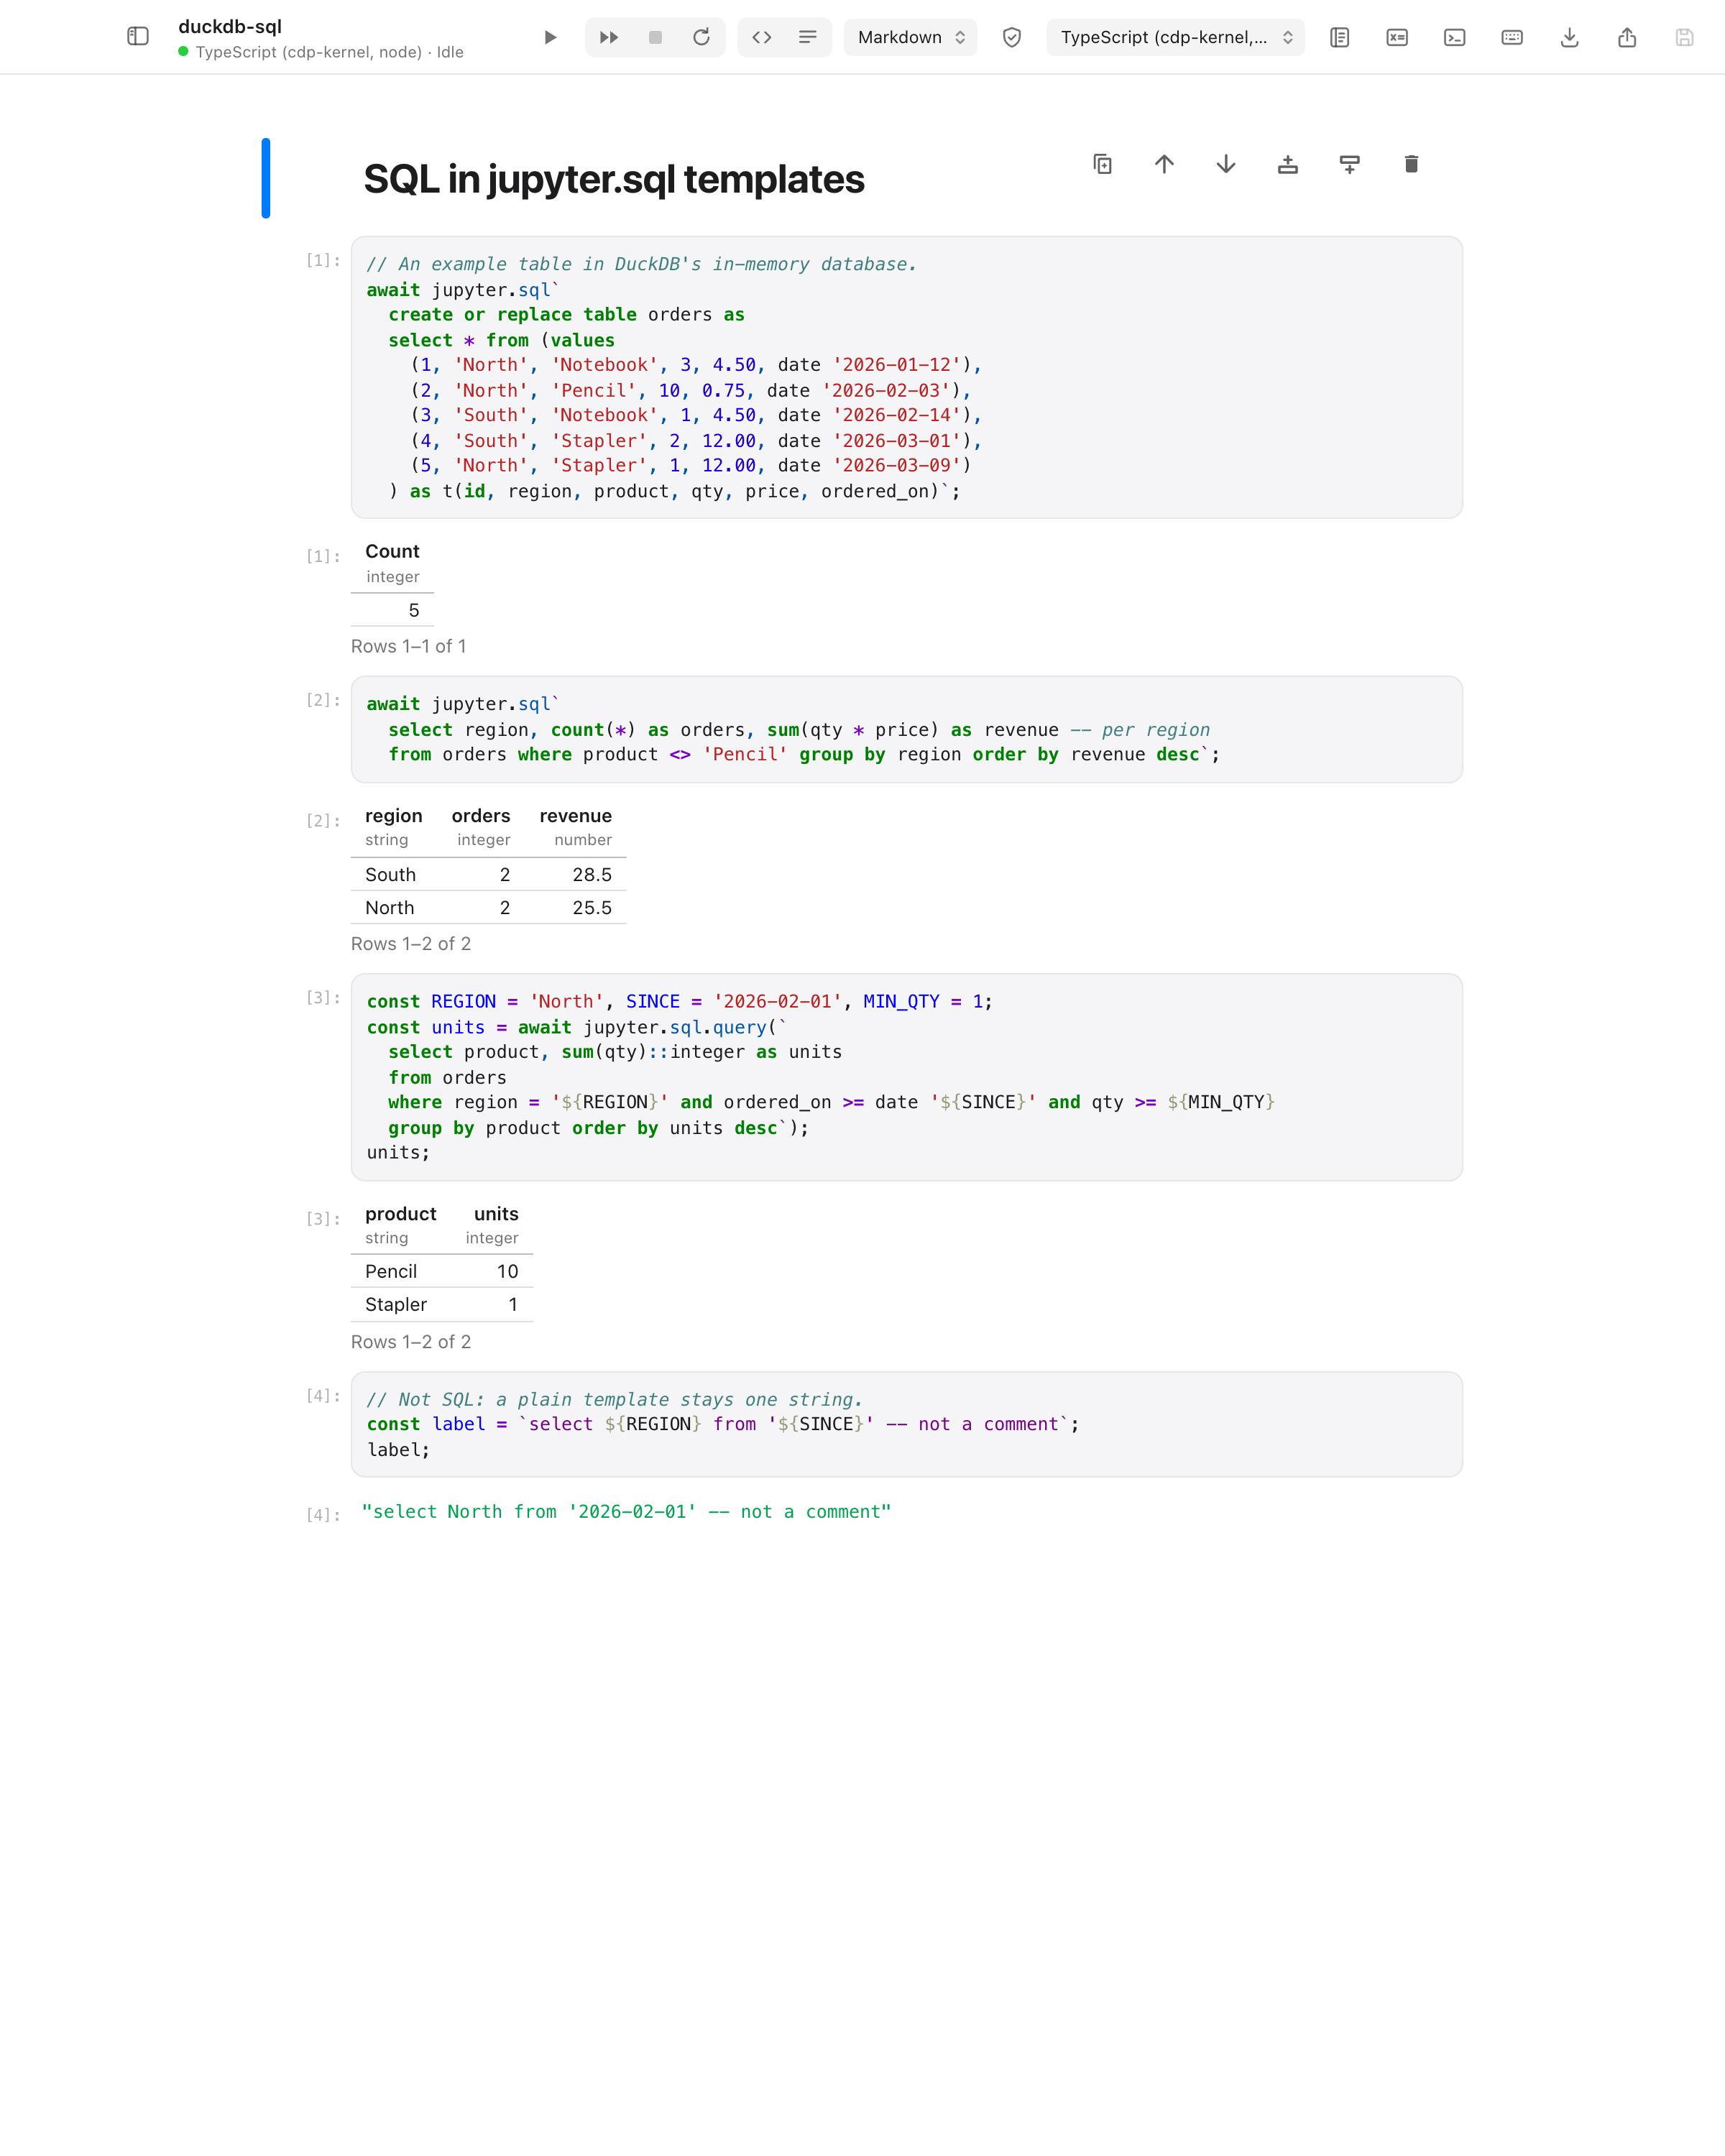 duckdb-sql
TypeScript (cdp-kernel, node) · Idle
Markdown
TypeScript (cdp-kernel,...
SQL in jupyter.sql templates
[1]:
// An example table in DuckDB's in-memory database.
await jupyter.sql`
  create or replace table orders as
  select * from (values
    (1, 'North', 'Notebook', 3, 4.50, date '2026-01-12'),
    (2, 'North', 'Pencil', 10, 0.75, date '2026-02-03'),
    (3, 'South', 'Notebook', 1, 4.50, date '2026-02-14'),
    (4, 'South', 'Stapler', 2, 12.00, date '2026-03-01'),
    (5, 'North', 'Stapler', 1, 12.00, date '2026-03-09')
  ) as t(id, region, product, qty, price, ordered_on)`;
[1]:
Count
integer
5
Rows 1–1 of 1
[2]:
await jupyter.sql`
  select region, count(*) as orders, sum(qty * price) as revenue -- per region
  from orders where product <> 'Pencil' group by region order by revenue desc`;
[2]:
region orders revenue
string integer number
South 2 28.5
North 2 25.5
Rows 1–2 of 2
[3]:
const REGION = 'North', SINCE = '2026-02-01', MIN_QTY = 1;
const units = await jupyter.sql.query(`
  select product, sum(qty)::integer as units
  from orders
  where region = '${REGION}' and ordered_on >= date '${SINCE}' and qty >= ${MIN_QTY}
  group by product order by units desc`);
units;
[3]:
product units
string integer
Pencil 10
Stapler 1
Rows 1–2 of 2
[4]:
// Not SQL: a plain template stays one string.
const label = `select ${REGION} from '${SINCE}' -- not a comment`;
label;
[4]:
"select North from '2026-02-01' -- not a comment"